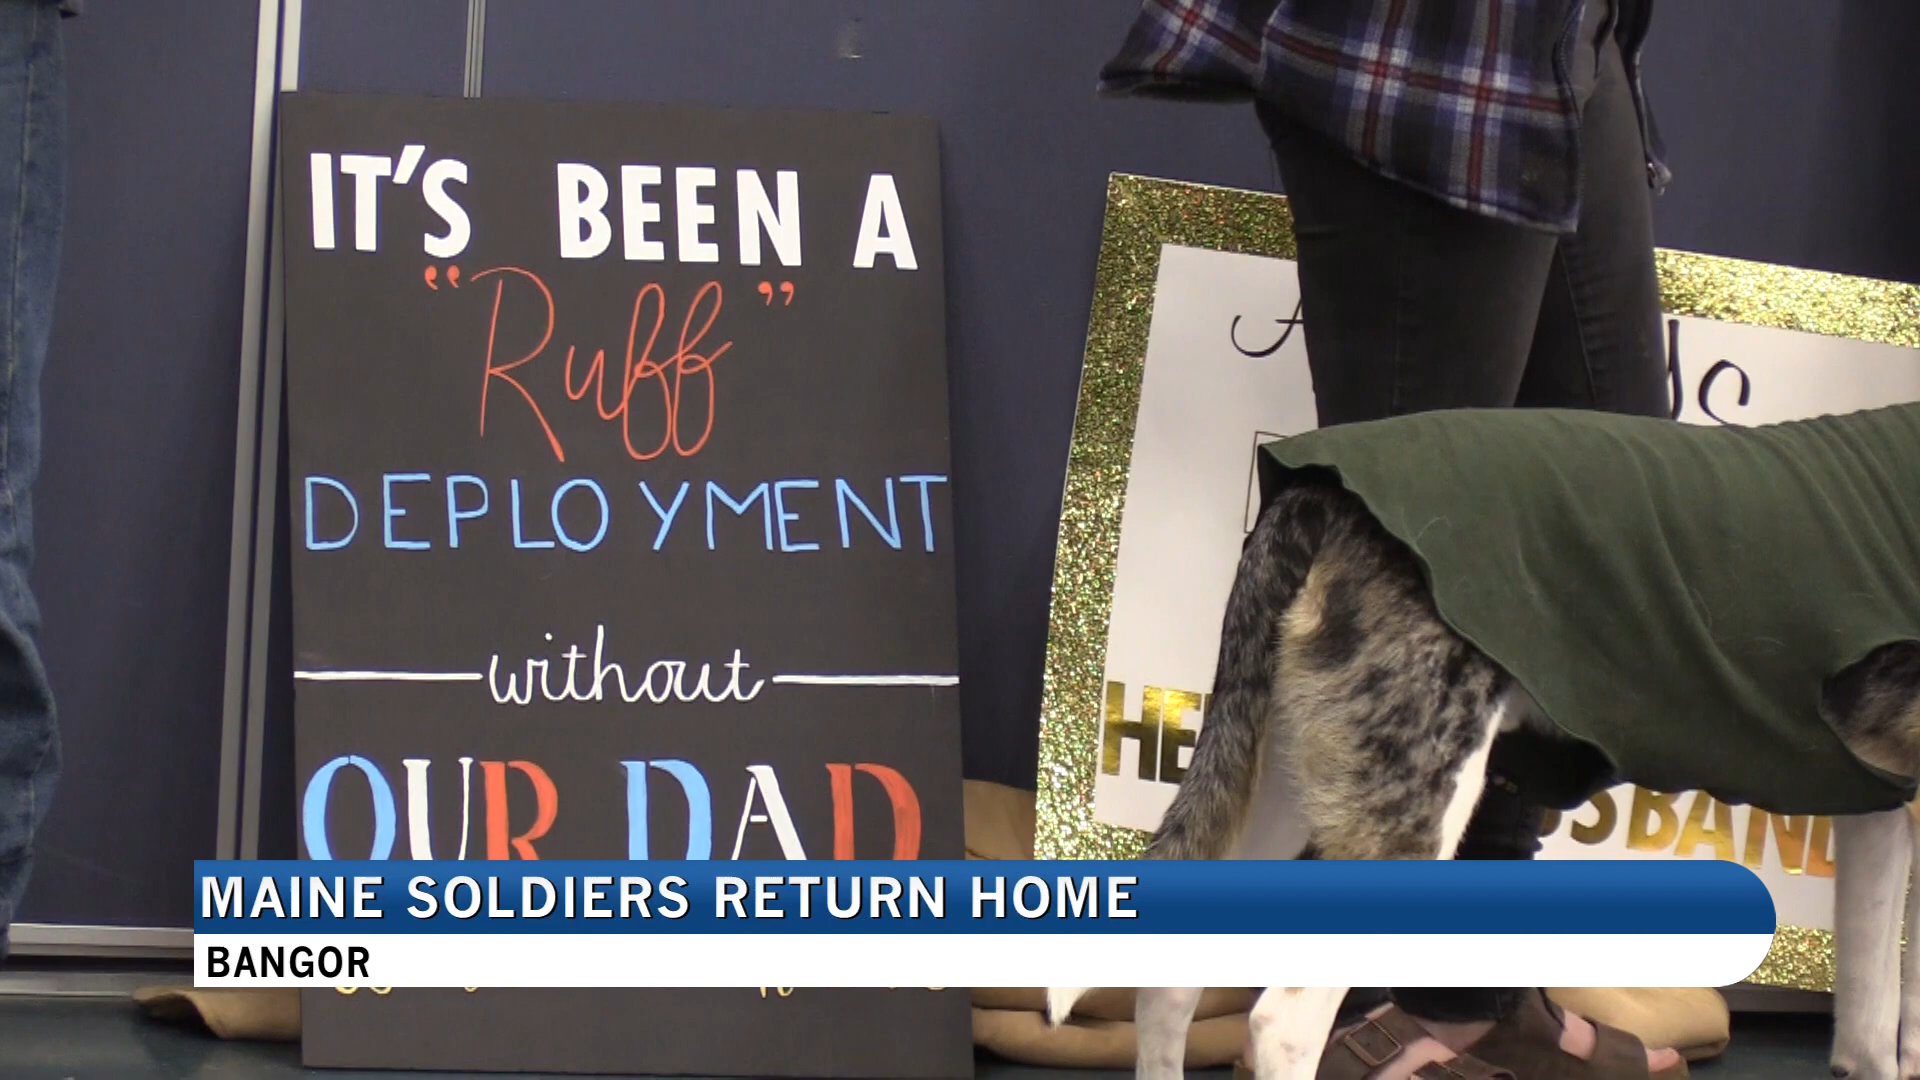 IT'S BEEN A
"Ruff"
DEPLOYMENT
without
OUR DAD
MAINE SOLDIERS RETURN HOME
BANGOR